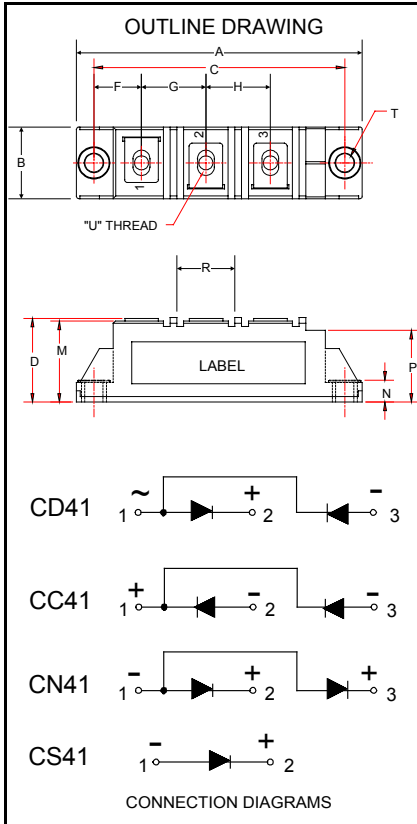 OUTLINE DRAWING
A
C
F G H
T
B
1 2 3
"U" THREAD
R
D M LABEL N P
CD41 ~ 1 + 2 - 3
CC41 + 1 - 2 - 3
CN41 - 1 + 2 + 3
CS41 - 1 + 2
CONNECTION DIAGRAMS